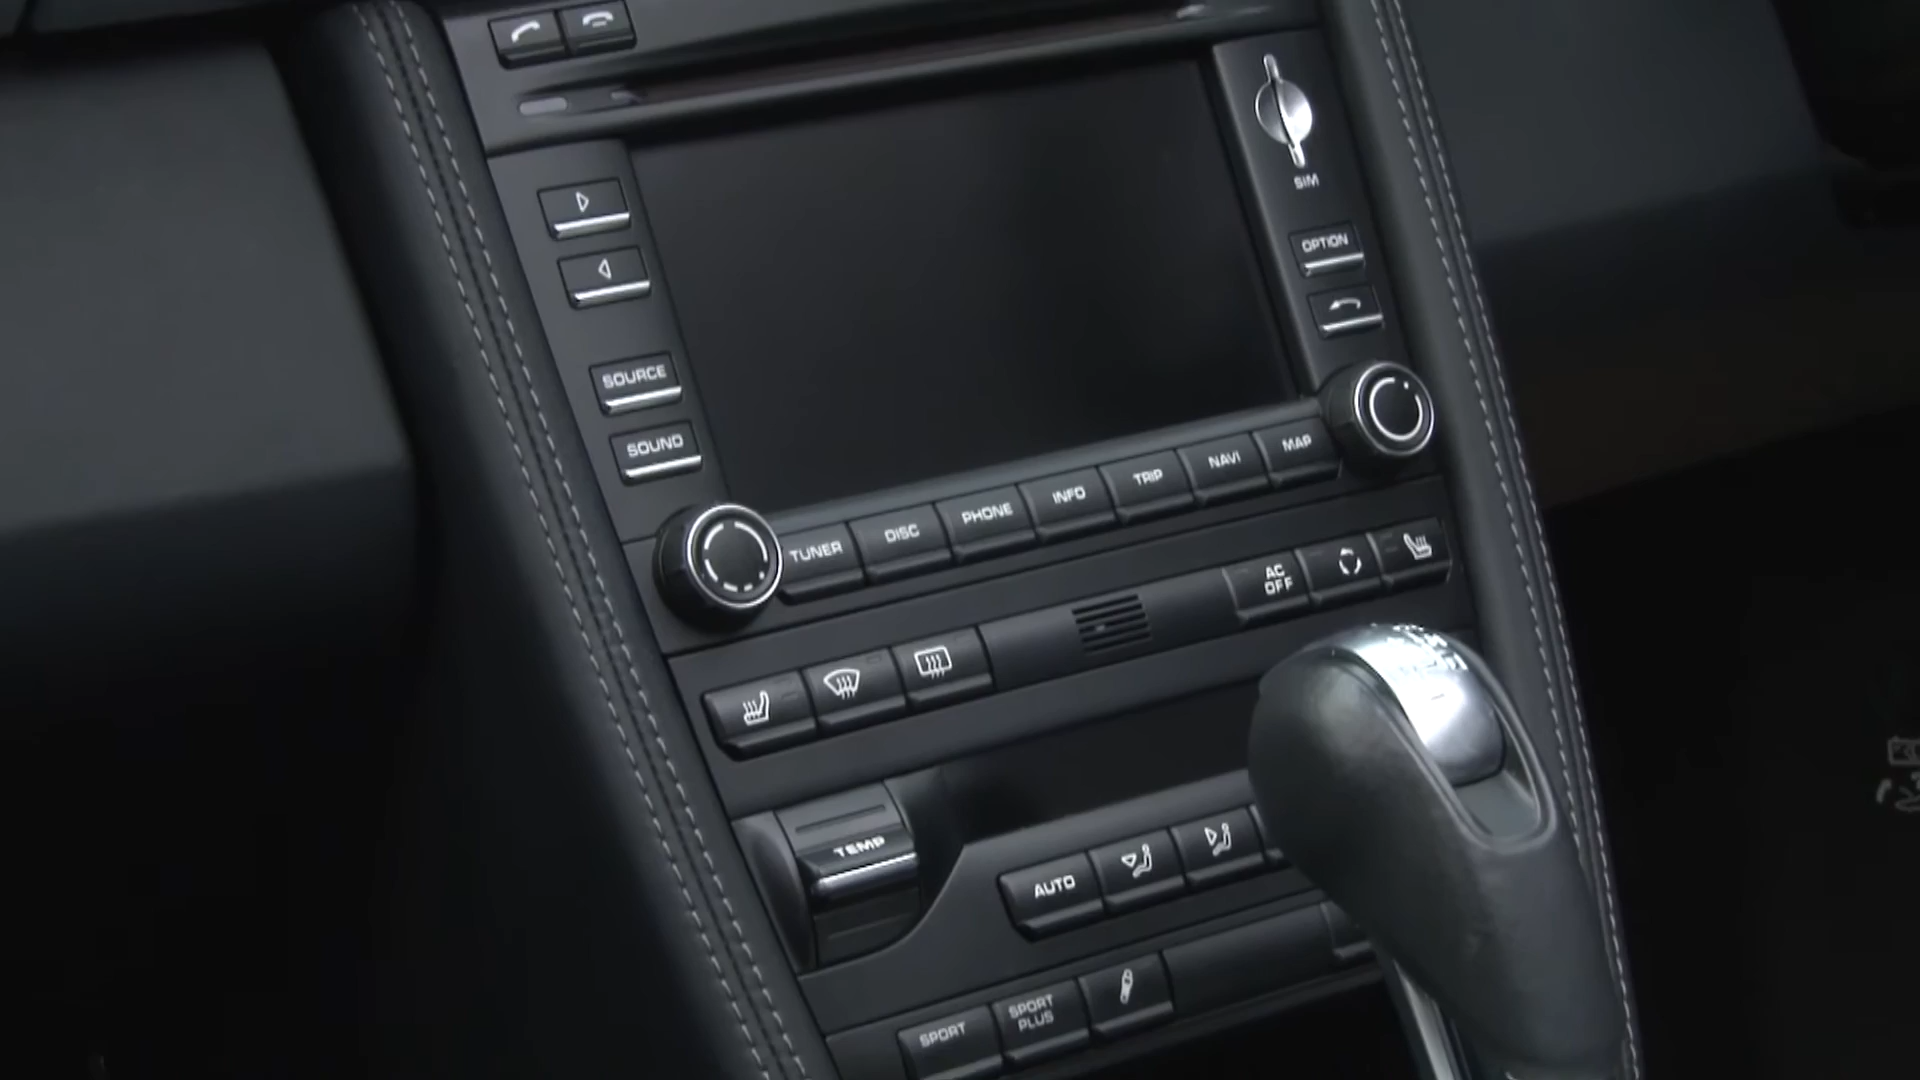 SIM
OPTION
SOURCE
SOUND
TUNER
DISC
PHONE
INFO
TRIP
NAVI
MAP
AC
OFF
TEMP
AUTO
SPORT
SPORT
PLUS